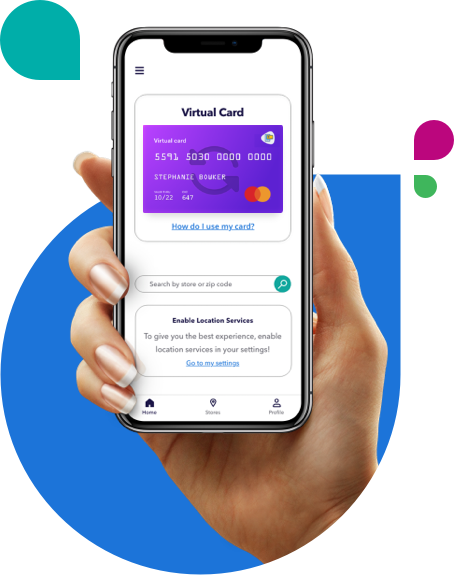 Virtual Card
Virtual card
5591 5030 0000 0000
STEPHANIE BOWKER
10/22 647
How do I use my card?
Search by store or zip code
Enable Location Services
To give you the best experience, enable
location services in your settings!
Go to my settings
Home Stores Profile